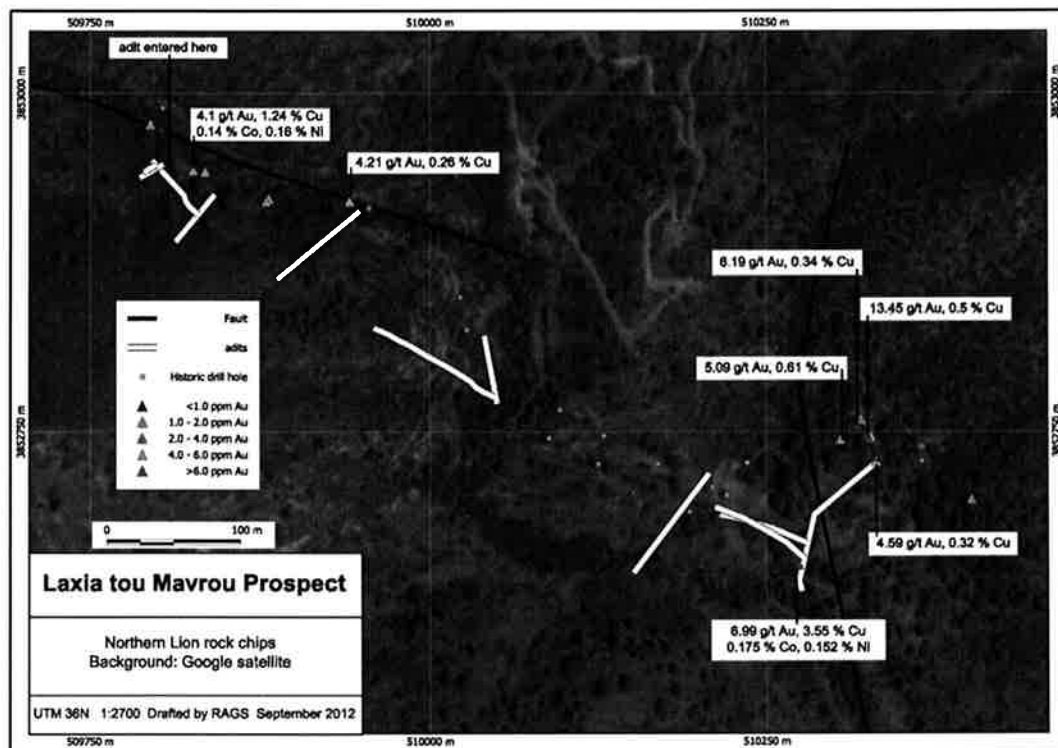 509750 m
510000 m
510250 m
adit entered here
3853000 m
3853000 m
4.1 g/t Au, 1.24 % Cu
0.14 % Co, 0.16 % Ni
4.21 g/t Au, 0.26 % Cu
6.19 g/t Au, 0.34 % Cu
13.45 g/t Au, 0.5 % Cu
5.09 g/t Au, 0.61 % Cu
Fault
adits
Historic drill hole
<1.0 ppm Au
1.0 - 2.0 ppm Au
2.0 - 4.0 ppm Au
4.0 - 6.0 ppm Au
>6.0 ppm Au
3852750 m
3852750 m
0 100 m
4.59 g/t Au, 0.32 % Cu
6.99 g/t Au, 3.55 % Cu
0.175 % Co, 0.152 % Ni
Laxia tou Mavrou Prospect
Northern Lion rock chips
Background: Google satellite
UTM 36N 1:2700 Drafted by RAGS September 2012
509750 m
510000 m
510250 m